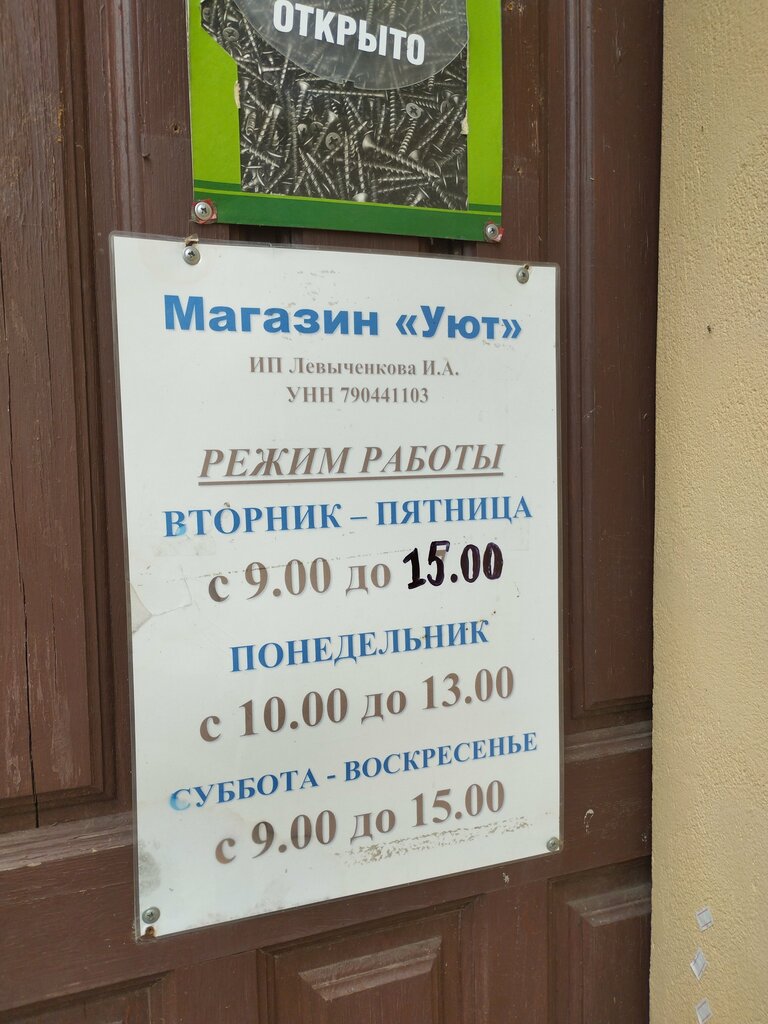 ОТКРЫТО
Магазин «Уют»
ИП Левыченкова И.А.
УНН 790441103
РЕЖИМ РАБОТЫ
ВТОРНИК – ПЯТНИЦА
с 9.00 до 15.00
ПОНЕДЕЛЬНИК
с 10.00 до 13.00
СУББОТА - ВОСКРЕСЕНЬЕ
с 9.00 до 15.00